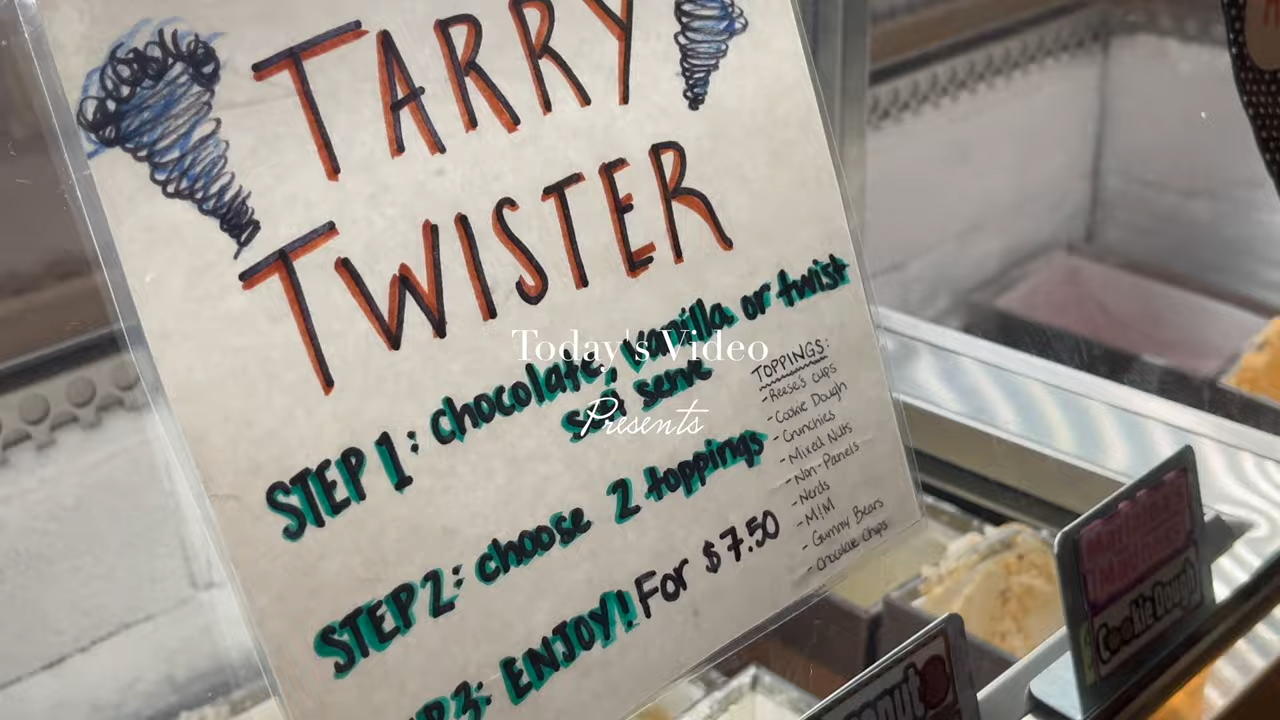 TARRY
TWISTER
STEP 1: chocolate, vanilla or twist
soft serve
STEP 2: choose 2 toppings
3: ENJOY! For $7.50
TOPPINGS:
- Reese's cups
- Cookie Dough
- Crunchies
- Mixed Nuts
- Non-Pareils
- Nerds
- M!M
- Gummy Bears
- Chocolate Chips
Today's Video
Presents
Cookie Dough